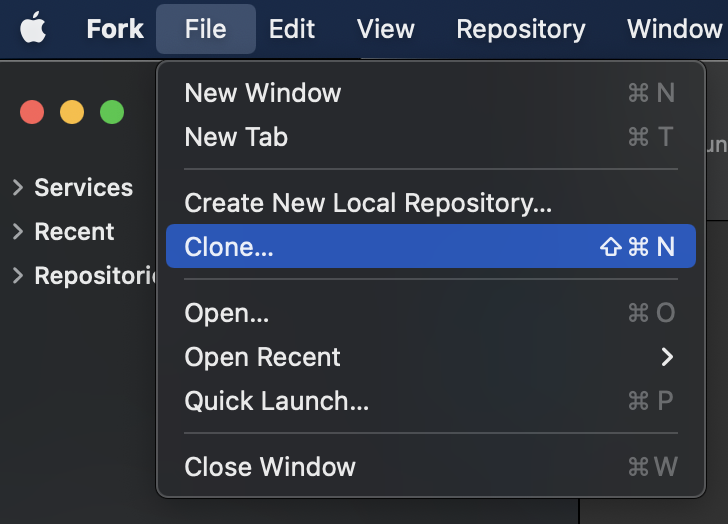 Fork File Edit View Repository Window
New Window ⌘ N
New Tab ⌘ T
Services
Create New Local Repository...
Recent
Clone... ⇧ ⌘ N
Repositorie
Open... ⌘ O
Open Recent
Quick Launch... ⌘ P
Close Window ⌘ W